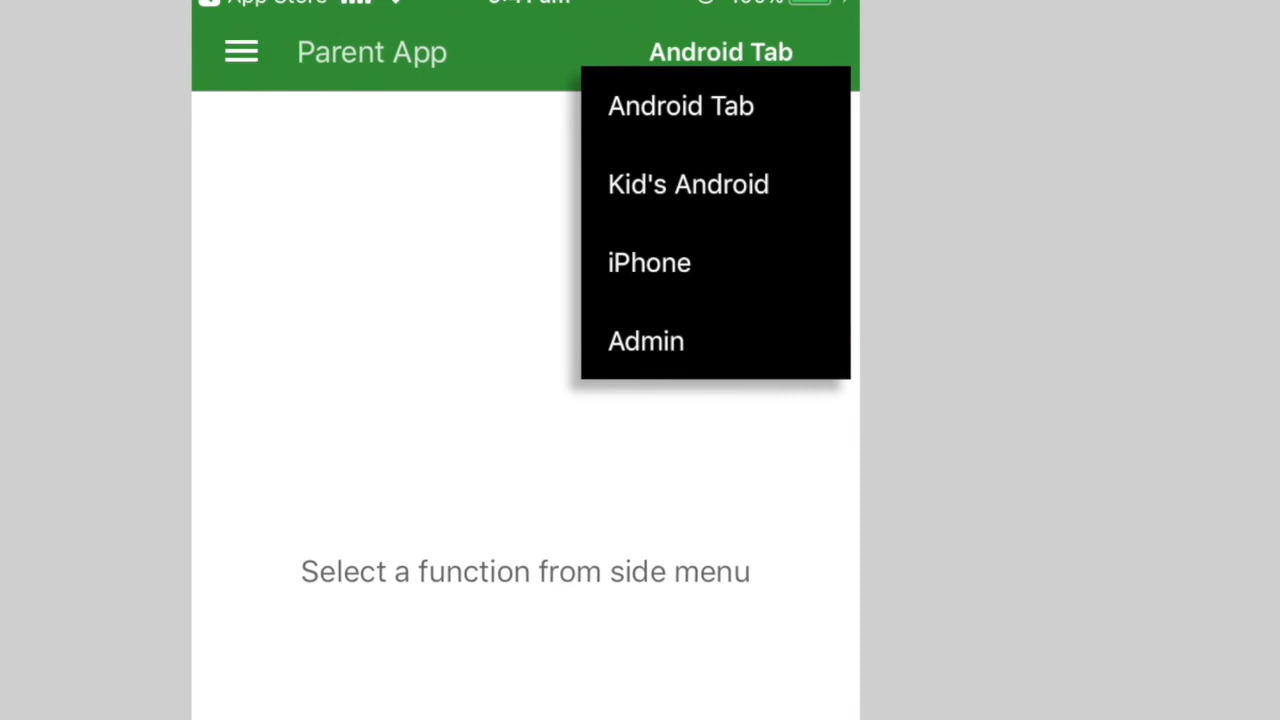 Parent App
Android Tab
Android Tab
Kid's Android
iPhone
Admin
Select a function from side menu